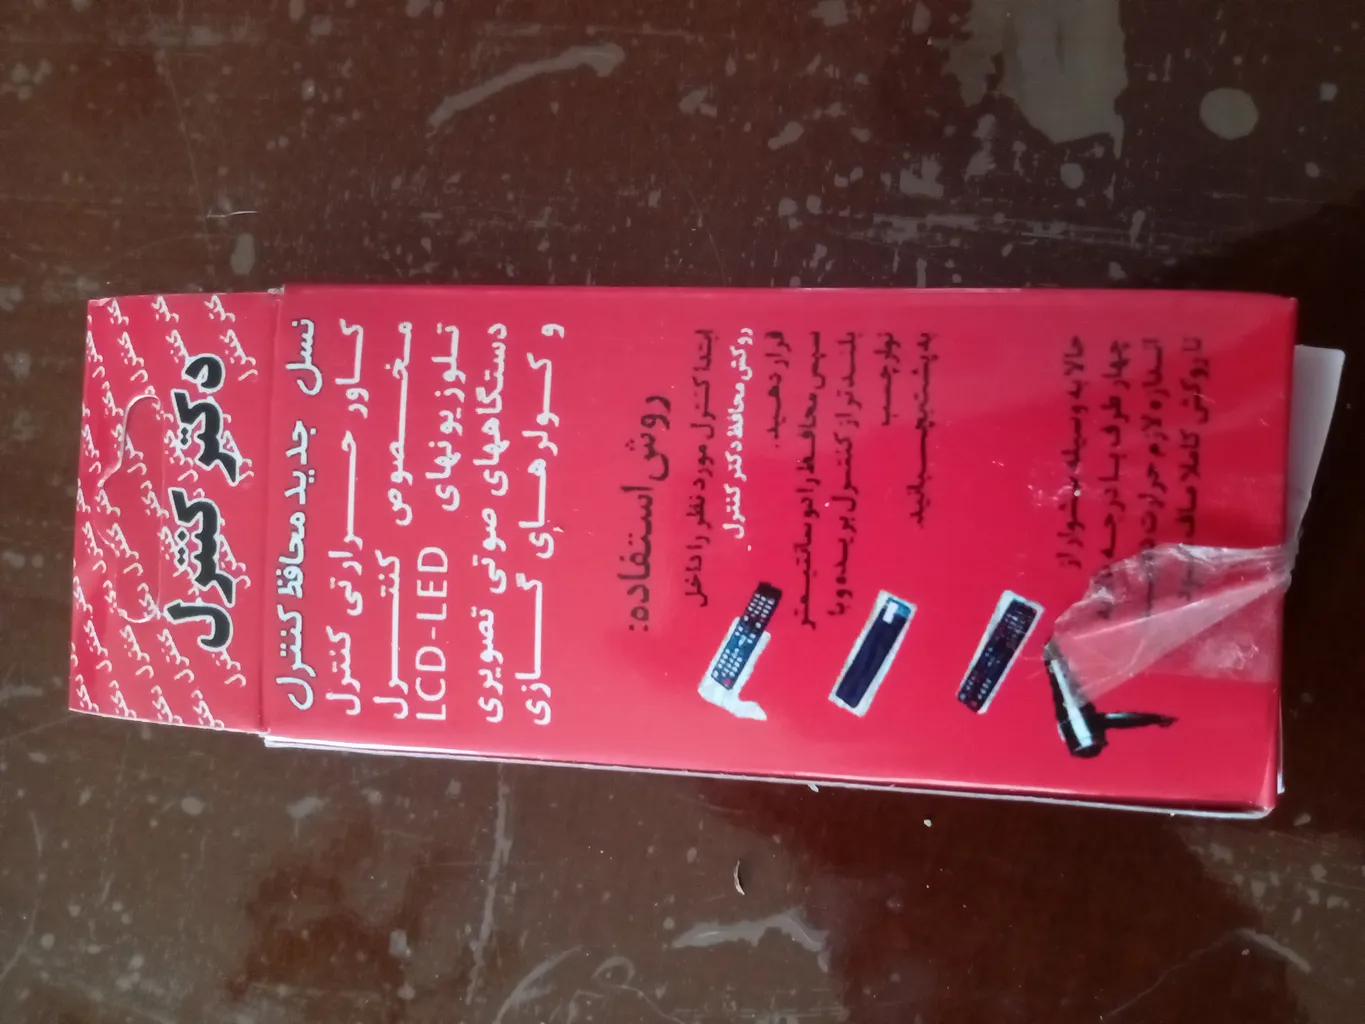 دکتر کنترل
نسل جدید محافظ کنترل
کاور حرارتی کنترل
مخصوص کنترل
تلوزیونهای LCD-LED
دستگاههای صوتی تصویری
و کولرهای گازی
روش استفاده:
ابتدا کنترل مورد نظر را داخل
روکش محافظ دکتر کنترل
قرار دهید.
سپس محافظ را دو سانتیمتر
بلندتر از کنترل بریده و با
نوار چسب
به پشت بچسبانید.
حالا به وسیله سشوار از
چهار طرف با درجه
اندازه لازم حرارت
تا روکش کاملا صاف